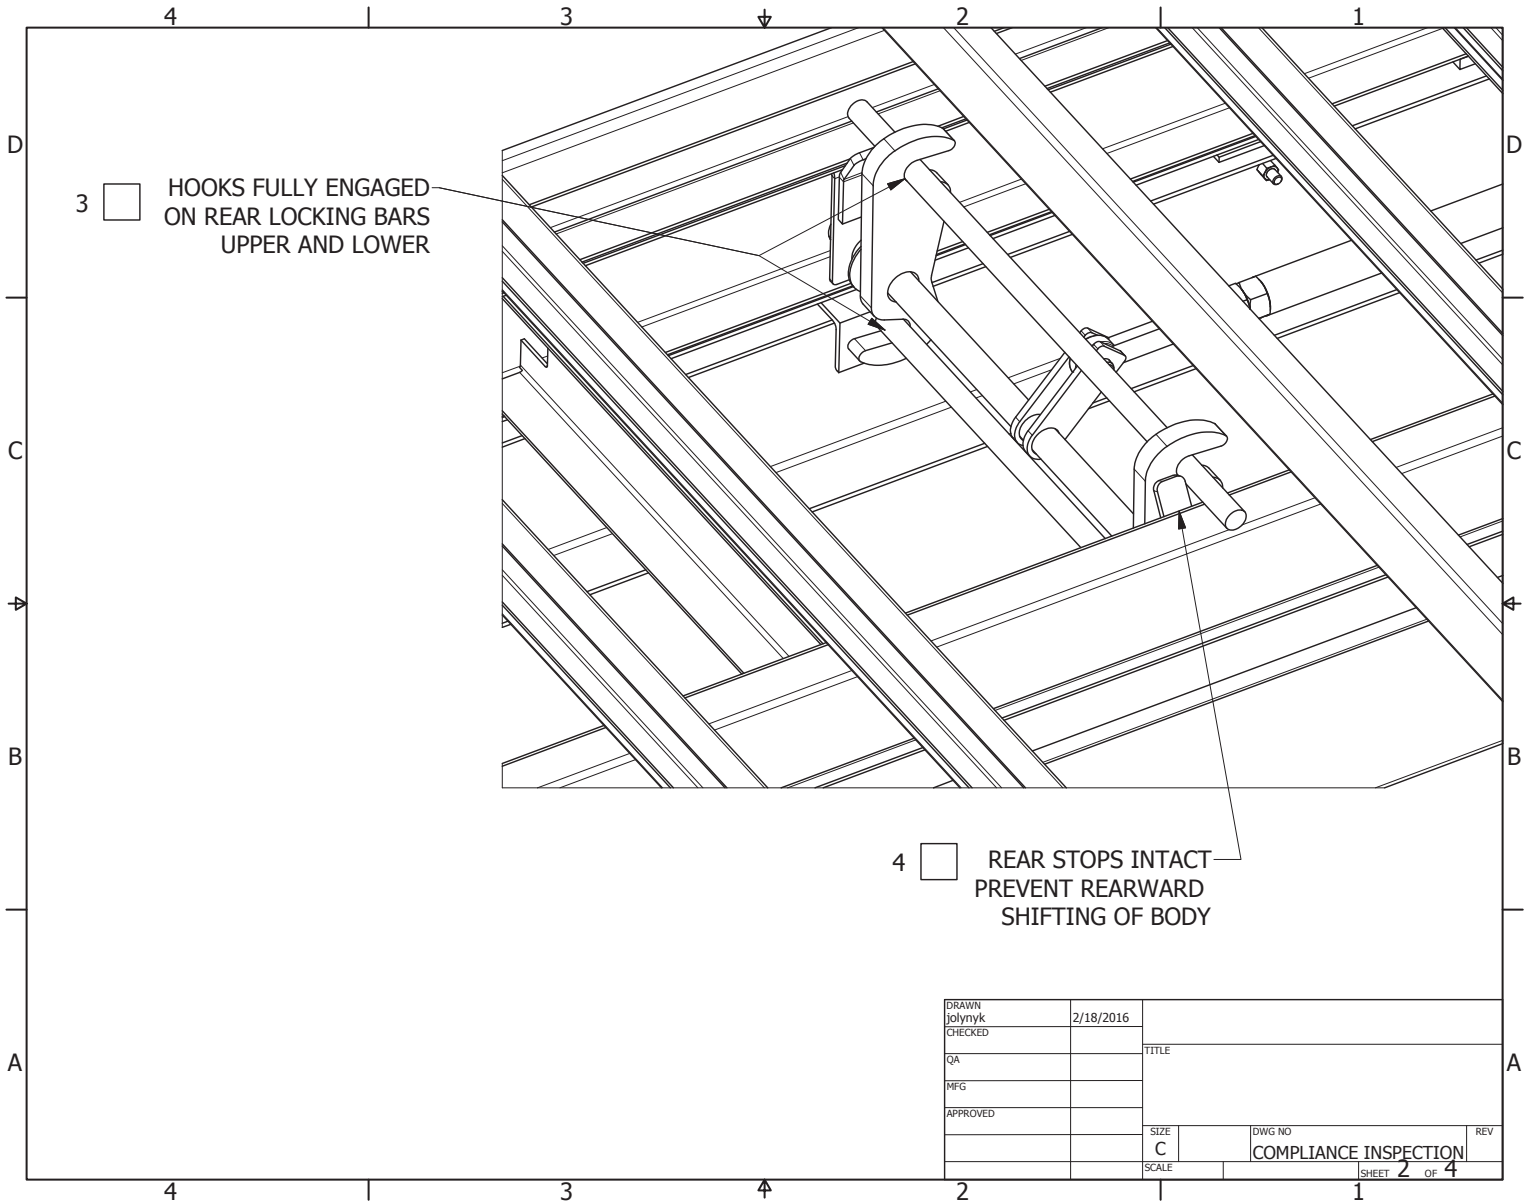 4 3 2 1
D D
3 HOOKS FULLY ENGAGED
ON REAR LOCKING BARS
UPPER AND LOWER
C C
B B
4 REAR STOPS INTACT
PREVENT REARWARD
SHIFTING OF BODY
A A
DRAWN
jolynyk 2/18/2016
CHECKED
TITLE
QA
MFG
APPROVED
SIZE DWG NO REV
C COMPLIANCE INSPECTION
SCALE SHEET 2 OF 4
4 3 2 1